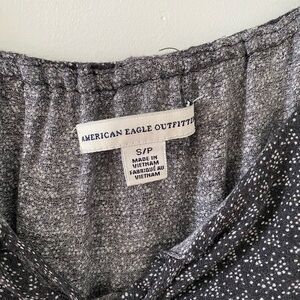 AMERICAN EAGLE OUTFITTE
S/P
MADE IN
VIETNAM
FABRIQUÉ AU
VIETNAM